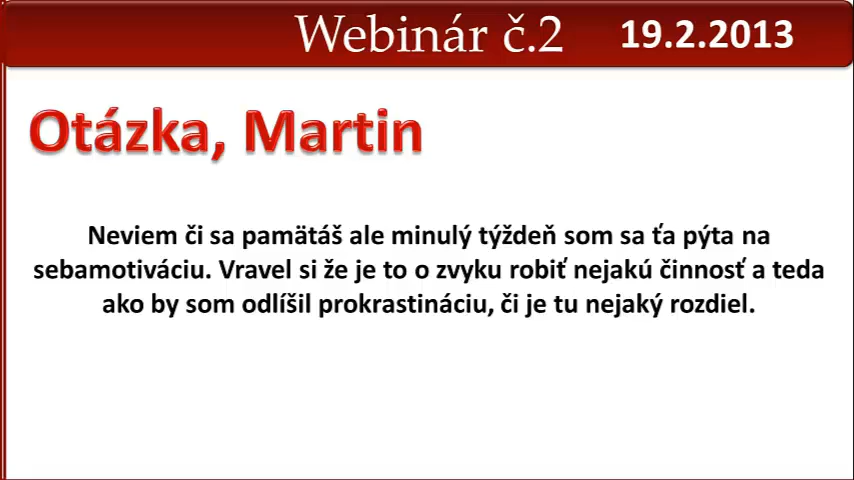 Webinár č.2 19.2.2013
Otázka, Martin
Neviem či sa pamätáš ale minulý týždeň som sa ťa pýta na
sebamotiváciu. Vravel si že je to o zvyku robiť nejakú činnosť a teda
ako by som odlíšil prokrastináciu, či je tu nejaký rozdiel.